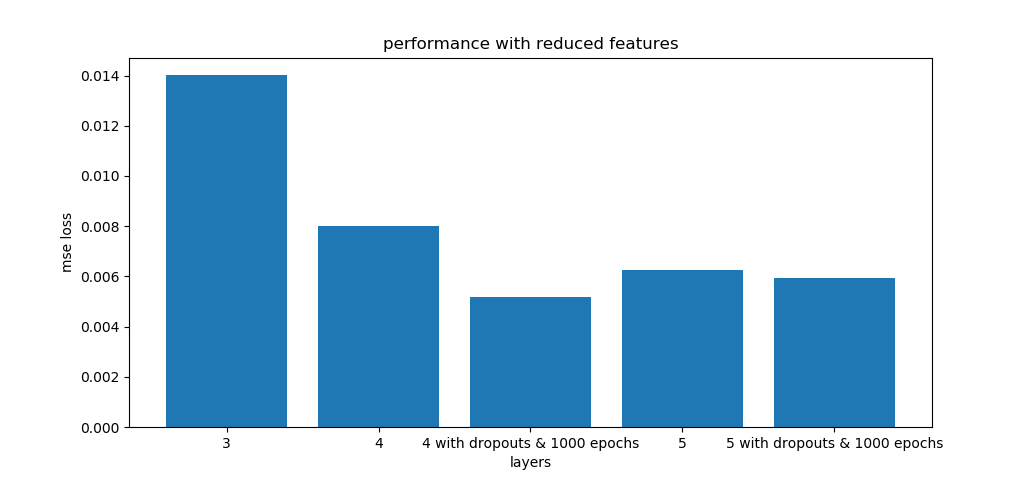 performance with reduced features
0.014
0.012
0.010
0.008
0.006
0.004
0.002
0.000
mse loss
3
4
4 with dropouts & 1000 epochs
5
5 with dropouts & 1000 epochs
layers